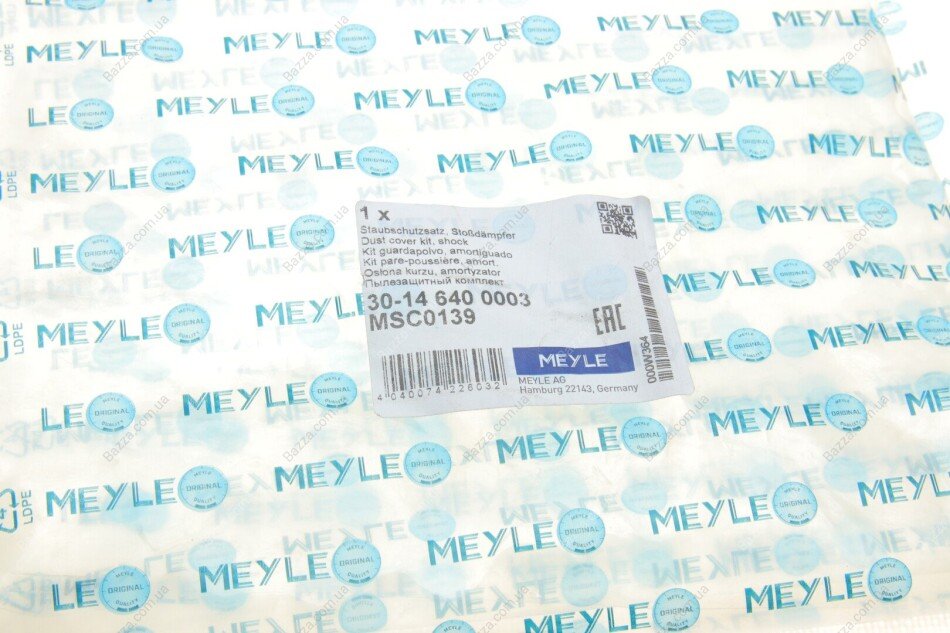 1 x
Staubschutzsatz, Stoßdämpfer
Dust cover kit, shock
Kit guardapolvo, amortiguado
Kit pare-poussière, amort.
Osłona kurzu, amortyzator
Пылезащитный комплект
30-14 640 0003
MSC0139
EAC
000W364
4 040074 226032
MEYLE
MEYLE AG
Hamburg 22143, Germany
MEYLE
MEYLE
ORIGINAL
QUALITY
LDPE
Bazza.com.ua